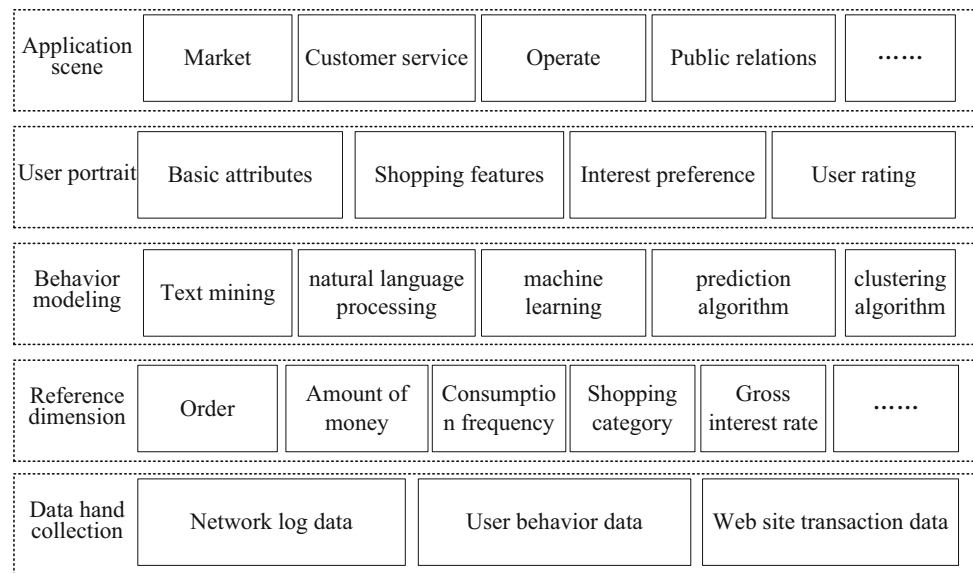 Application
scene
Market
Customer service
Operate
Public relations
……
User portrait
Basic attributes
Shopping features
Interest preference
User rating
Behavior
modeling
Text mining
natural language
processing
machine
learning
prediction
algorithm
clustering
algorithm
Reference
dimension
Order
Amount of
money
Consumptio
n frequency
Shopping
category
Gross
interest rate
……
Data hand
collection
Network log data
User behavior data
Web site transaction data